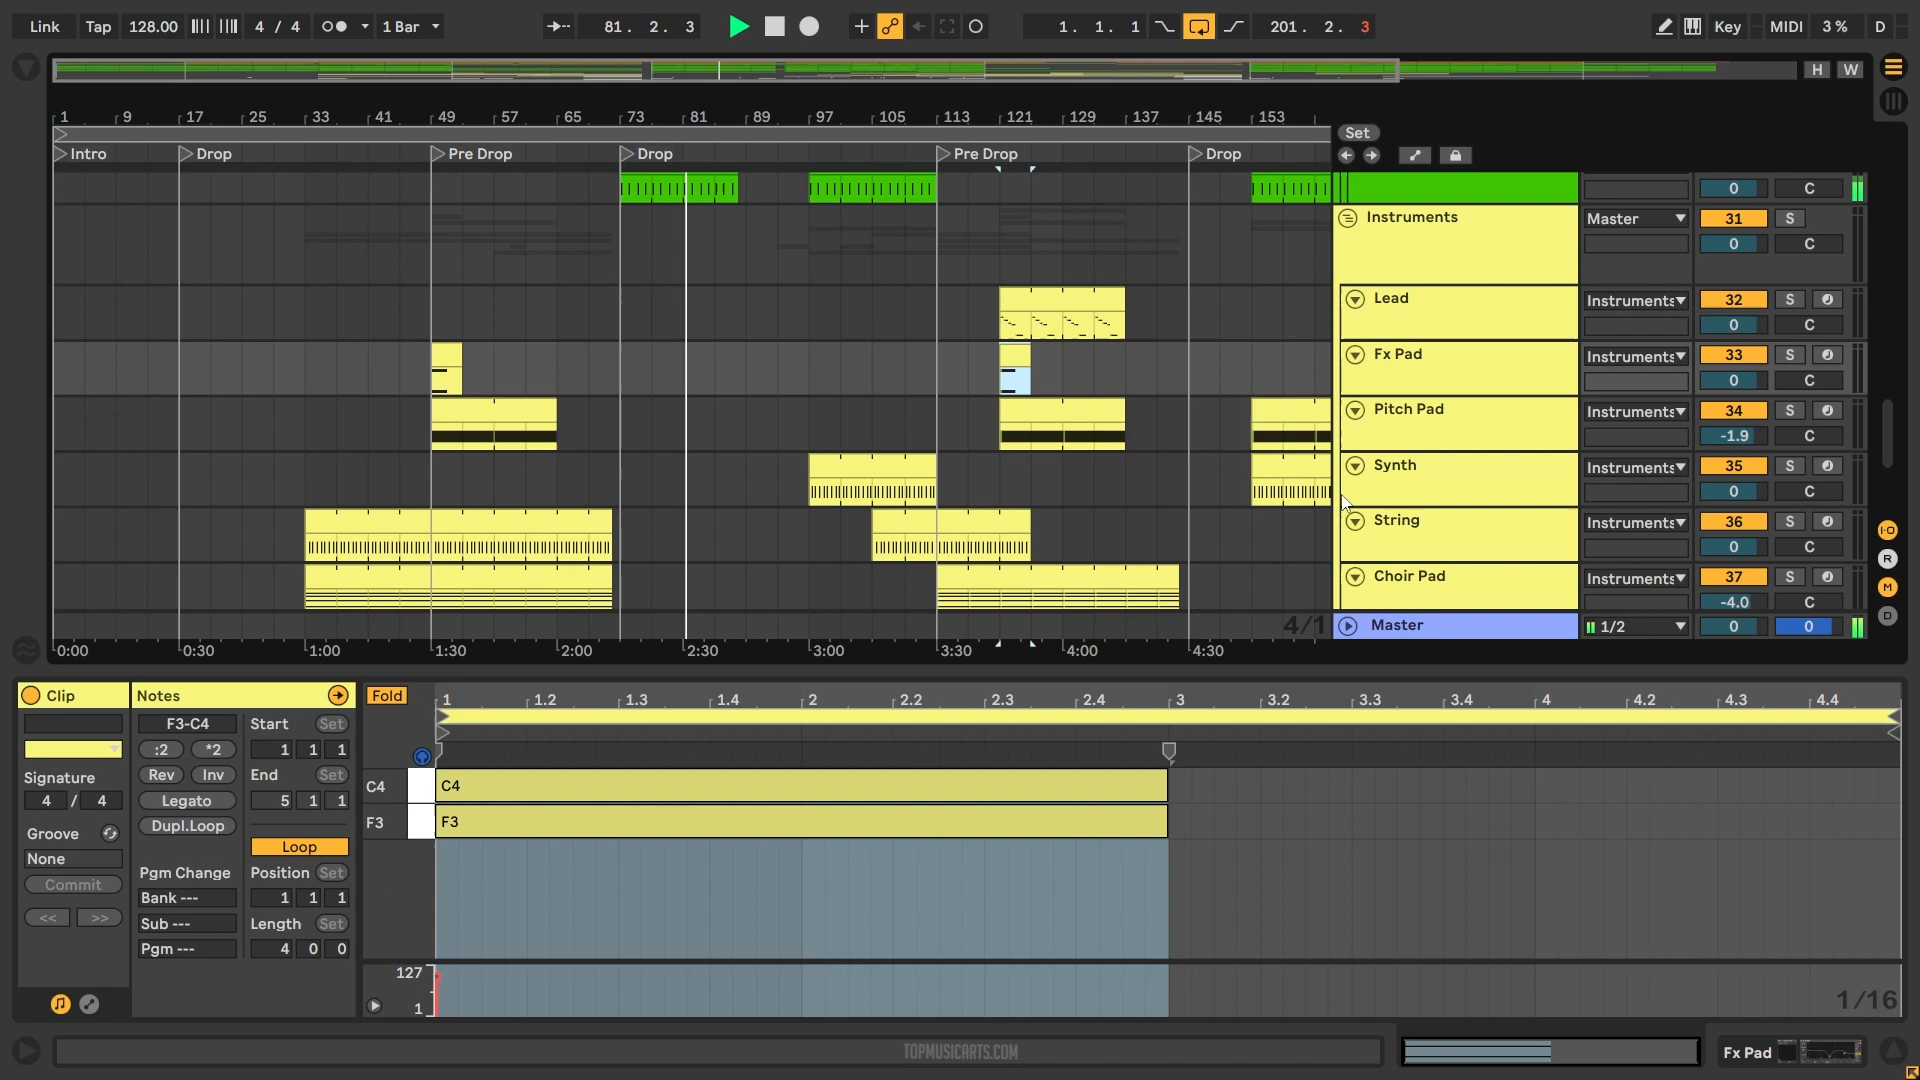 Link Tap 128.00 4 / 4 1 Bar 81. 2. 3 1. 1. 1 201. 2. 3 Key MIDI 3 % D
H W
1 9 17 25 33 41 49 57 65 73 81 89 97 105 113 121 129 137 145 153
Set
Intro Drop Pre Drop Drop Pre Drop Drop
0 C
Instruments Master 31 S
0 C
Lead Instruments 32 S
0 C
Fx Pad Instruments 33 S
0 C
Pitch Pad Instruments 34 S
-1.9 C
Synth Instruments 35 S
0 C
String Instruments 36 S
0 C
I·O
R
Choir Pad Instruments 37 S
M
-4.0 C
D
4/1 Master 1/2 0 0
0:00 0:30 1:00 1:30 2:00 2:30 3:00 3:30 4:00 4:30
Clip Notes Fold 1 1.2 1.3 1.4 2 2.2 2.3 2.4 3 3.2 3.3 3.4 4 4.2 4.3 4.4
F3-C4 Start Set
:2 *2 1 1 1
Signature Rev Inv End Set
C4 C4
4 / 4 Legato 5 1 1
F3 F3
Groove Dupl.Loop
Loop
None
Pgm Change Position Set
Commit
Bank --- 1 1 1
<< >> Sub --- Length Set
Pgm --- 4 0 0
127
1 1/16
TOPMUSICARTS.COM Fx Pad